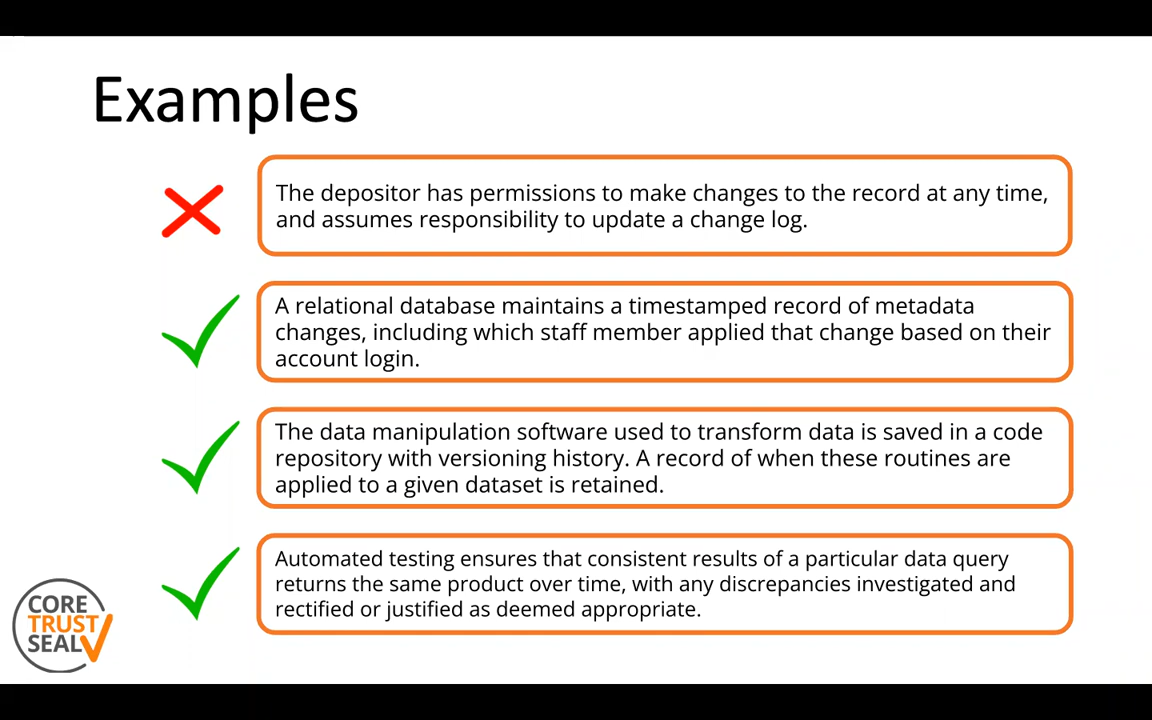 Examples
The depositor has permissions to make changes to the record at any time,
and assumes responsibility to update a change log.
A relational database maintains a timestamped record of metadata
changes, including which staff member applied that change based on their
account login.
The data manipulation software used to transform data is saved in a code
repository with versioning history. A record of when these routines are
applied to a given dataset is retained.
Automated testing ensures that consistent results of a particular data query
returns the same product over time, with any discrepancies investigated and
rectified or justified as deemed appropriate.
CORE
TRUST
SEAL